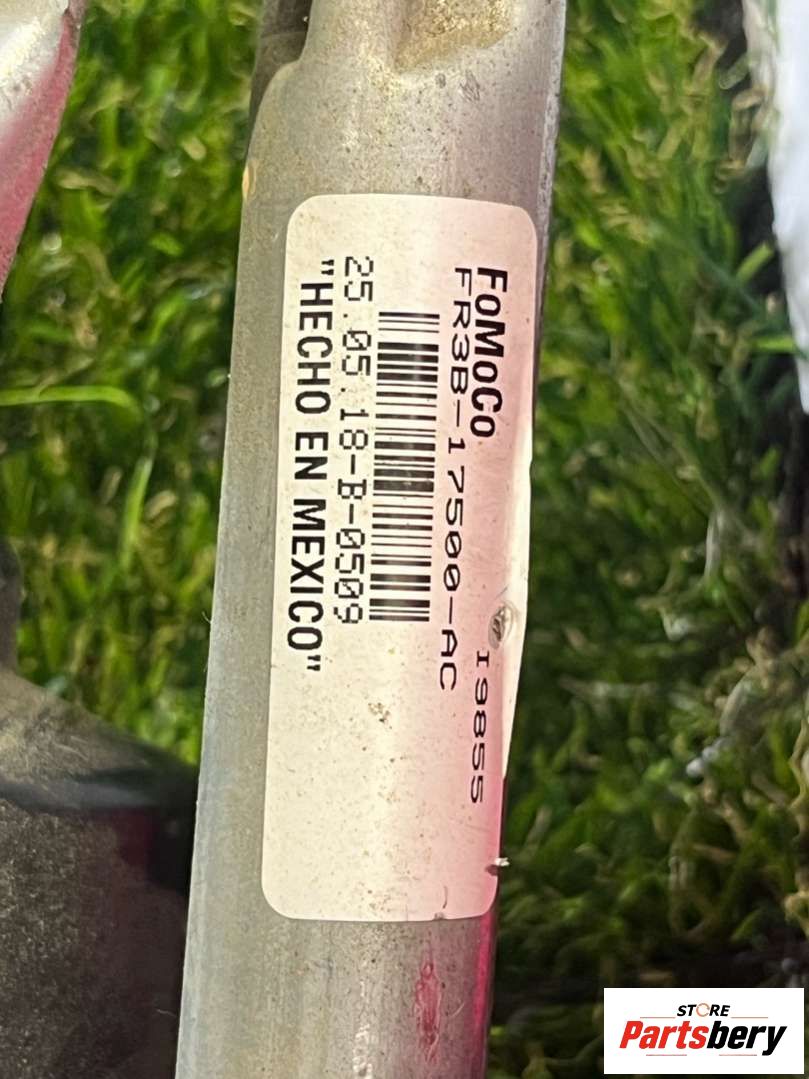 FoMoCo
FR3B-17500-AC
19855
25.05.18-B-0509
"HECHO EN MEXICO"
STORE
Partsbery